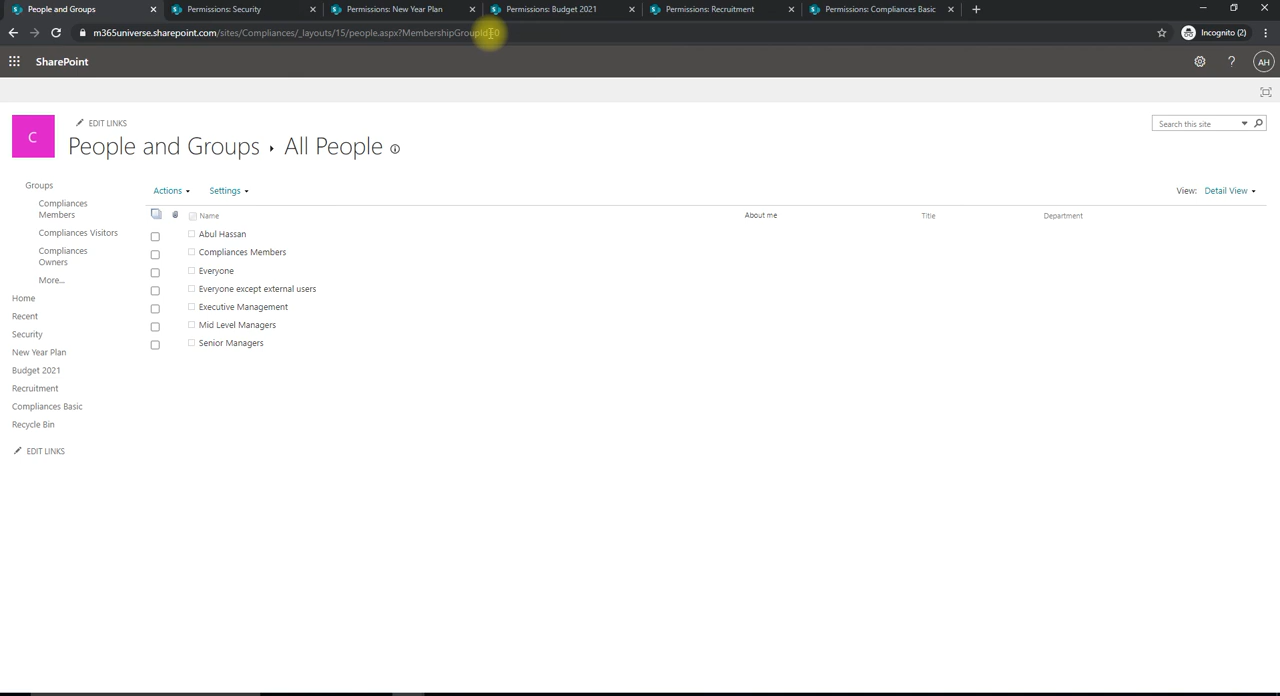 People and Groups
Permissions: Security
Permissions: New Year Plan
Permissions: Budget 2021
Permissions: Recruitment
Permissions: Compliances Basic
m365universe.sharepoint.com/sites/Compliances/_layouts/15/people.aspx?MembershipGroupId=0
Incognito (2)
SharePoint
?
AH
C
EDIT LINKS
People and Groups ▸ All People
Search this site
Groups
Compliances
Members
Compliances Visitors
Compliances
Owners
More...
Home
Recent
Security
New Year Plan
Budget 2021
Recruitment
Compliances Basic
Recycle Bin
EDIT LINKS
Actions
Settings
View: Detail View
Name About me Title Department
Abul Hassan
Compliances Members
Everyone
Everyone except external users
Executive Management
Mid Level Managers
Senior Managers